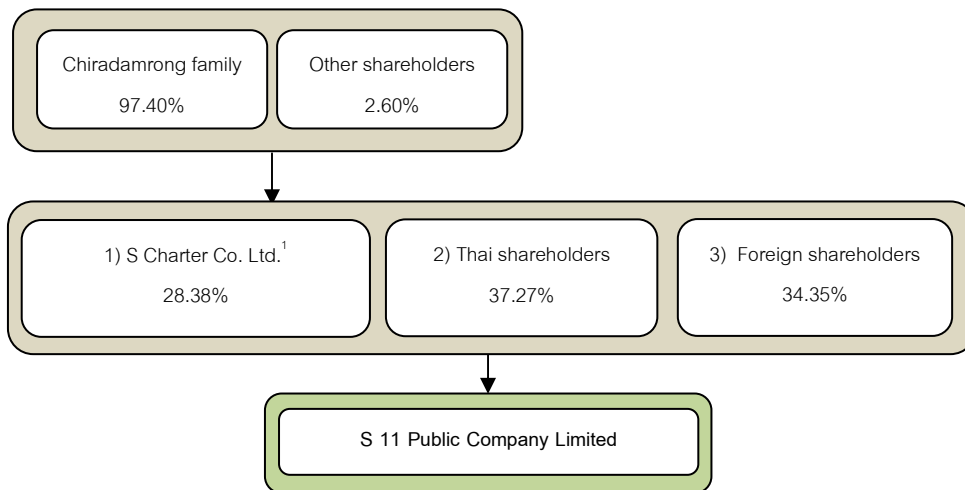 Chiradamrong family
97.40%
Other shareholders
2.60%
1) S Charter Co. Ltd.1
28.38%
2) Thai shareholders
37.27%
3) Foreign shareholders
34.35%
S 11 Public Company Limited